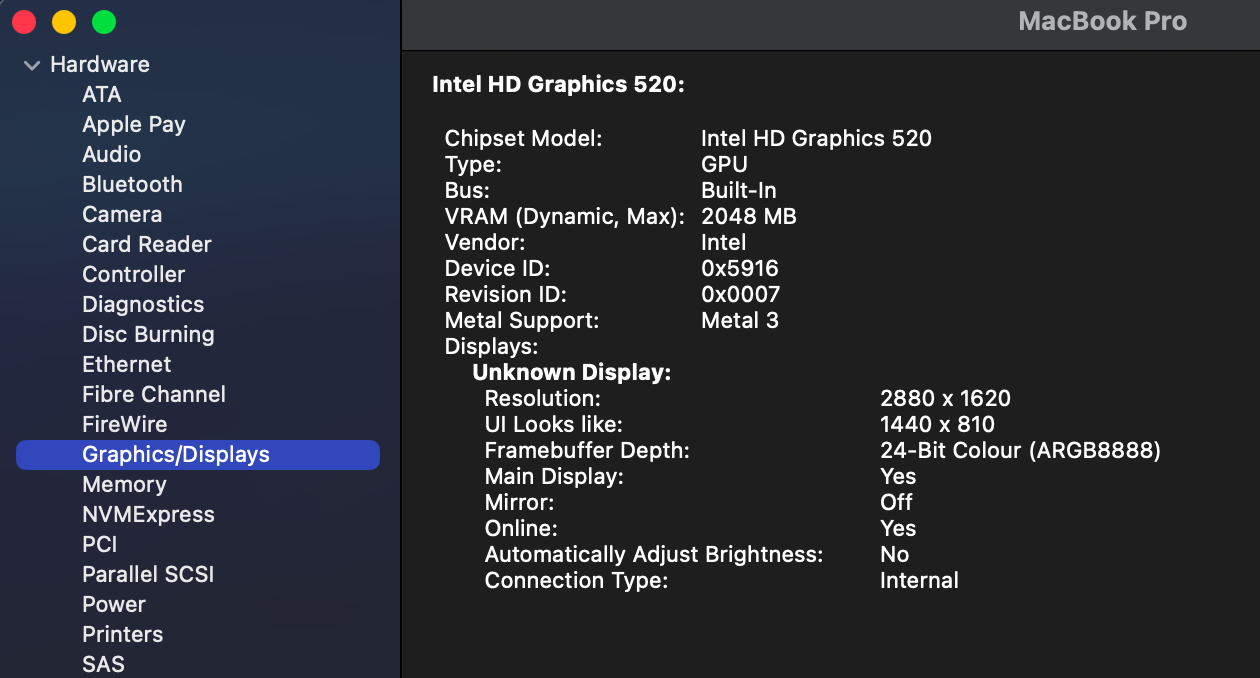 MacBook Pro
Hardware
ATA
Apple Pay
Audio
Bluetooth
Camera
Card Reader
Controller
Diagnostics
Disc Burning
Ethernet
Fibre Channel
FireWire
Graphics/Displays
Memory
NVMExpress
PCI
Parallel SCSI
Power
Printers
SAS
Intel HD Graphics 520:
Chipset Model: Intel HD Graphics 520
Type: GPU
Bus: Built-In
VRAM (Dynamic, Max): 2048 MB
Vendor: Intel
Device ID: 0x5916
Revision ID: 0x0007
Metal Support: Metal 3
Displays:
Unknown Display:
Resolution: 2880 x 1620
UI Looks like: 1440 x 810
Framebuffer Depth: 24-Bit Colour (ARGB8888)
Main Display: Yes
Mirror: Off
Online: Yes
Automatically Adjust Brightness: No
Connection Type: Internal